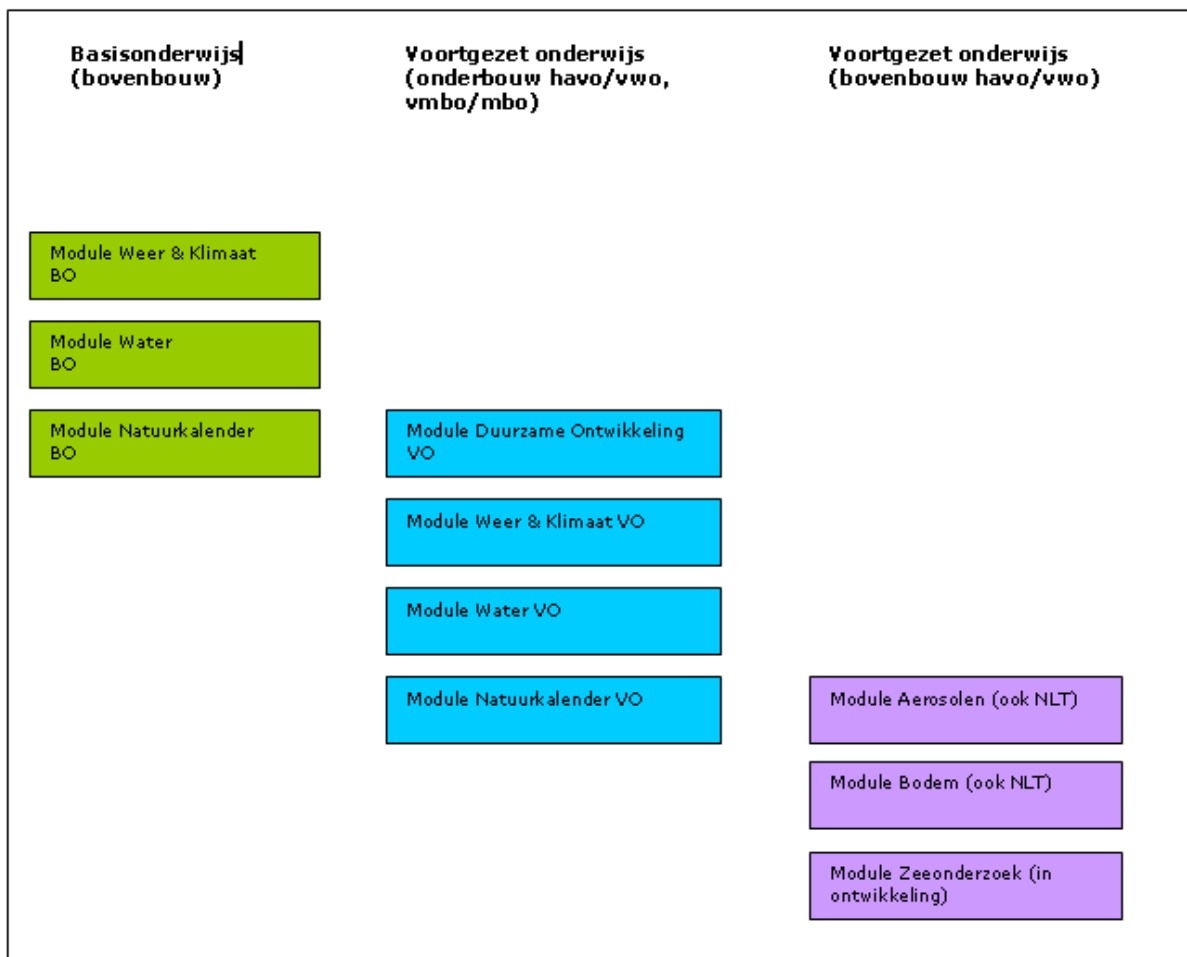 Basisonderwijs
(bovenbouw)
Voortgezet onderwijs
(onderbouw havo/vwo,
vmbo/mbo)
Voortgezet onderwijs
(bovenbouw havo/vwo)
Module Weer & Klimaat
BO
Module Water
BO
Module Natuurkalender
BO
Module Duurzame Ontwikkeling
VO
Module Weer & Klimaat VO
Module Water VO
Module Natuurkalender VO
Module Aerosolen (ook NLT)
Module Bodem (ook NLT)
Module Zeeonderzoek (in
ontwikkeling)